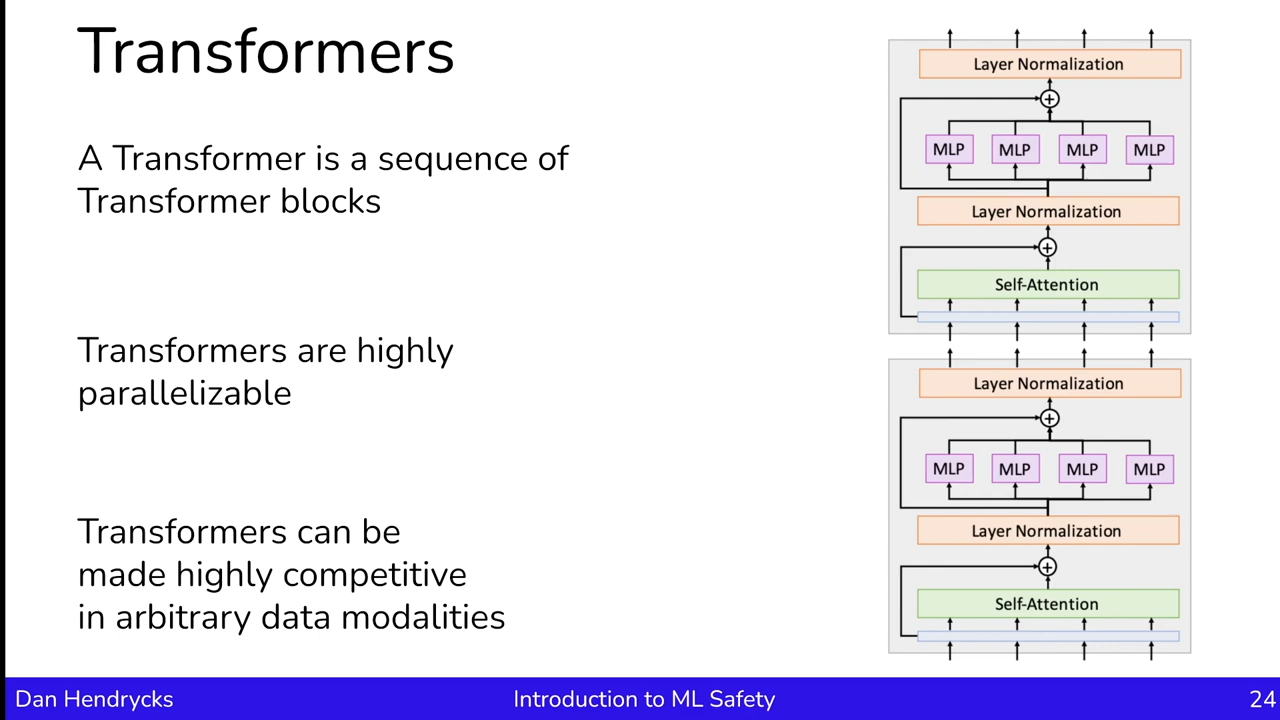 Transformers
A Transformer is a sequence of
Transformer blocks
Transformers are highly
parallelizable
Transformers can be
made highly competitive
in arbitrary data modalities
Layer Normalization
+
MLP MLP MLP MLP
Layer Normalization
+
Self-Attention
Layer Normalization
+
MLP MLP MLP MLP
Layer Normalization
+
Self-Attention
Dan Hendrycks Introduction to ML Safety 24